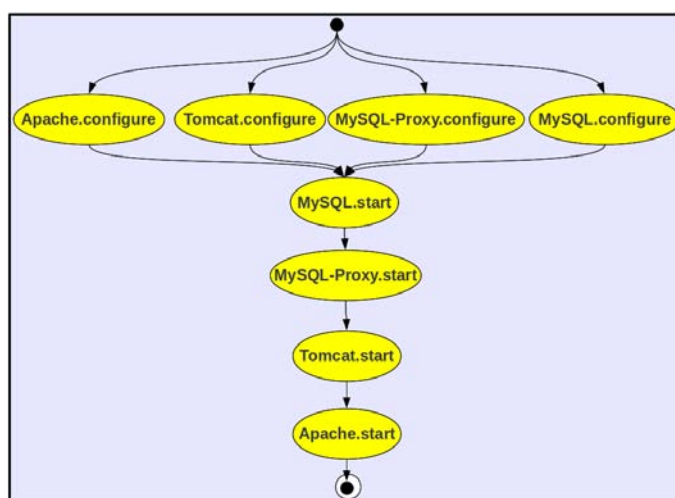 Apache.configure
Tomcat.configure
MySQL-Proxy.configure
MySQL.configure
MySQL.start
MySQL-Proxy.start
Tomcat.start
Apache.start